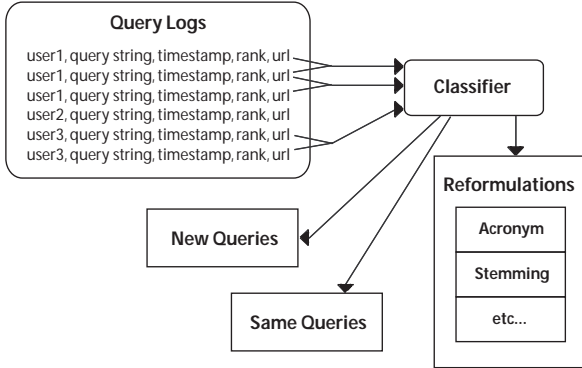 Query Logs
user1, query string, timestamp, rank, url
user1, query string, timestamp, rank, url
user1, query string, timestamp, rank, url
user2, query string, timestamp, rank, url
user3, query string, timestamp, rank, url
user3, query string, timestamp, rank, url
Classifier
Reformulations
Acronym
Stemming
etc...
New Queries
Same Queries